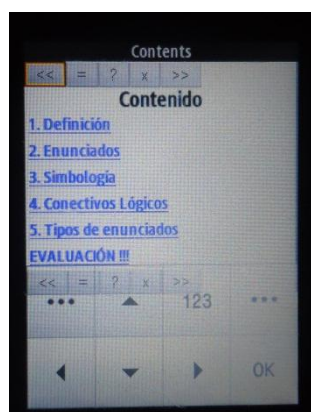 Contents
<< = ? x >>
Contenido
1. Definición
2. Enunciados
3. Simbología
4. Conectivos Lógicos
5. Tipos de enunciados
EVALUACIÓN !!!
<< = ? x >>
123
OK